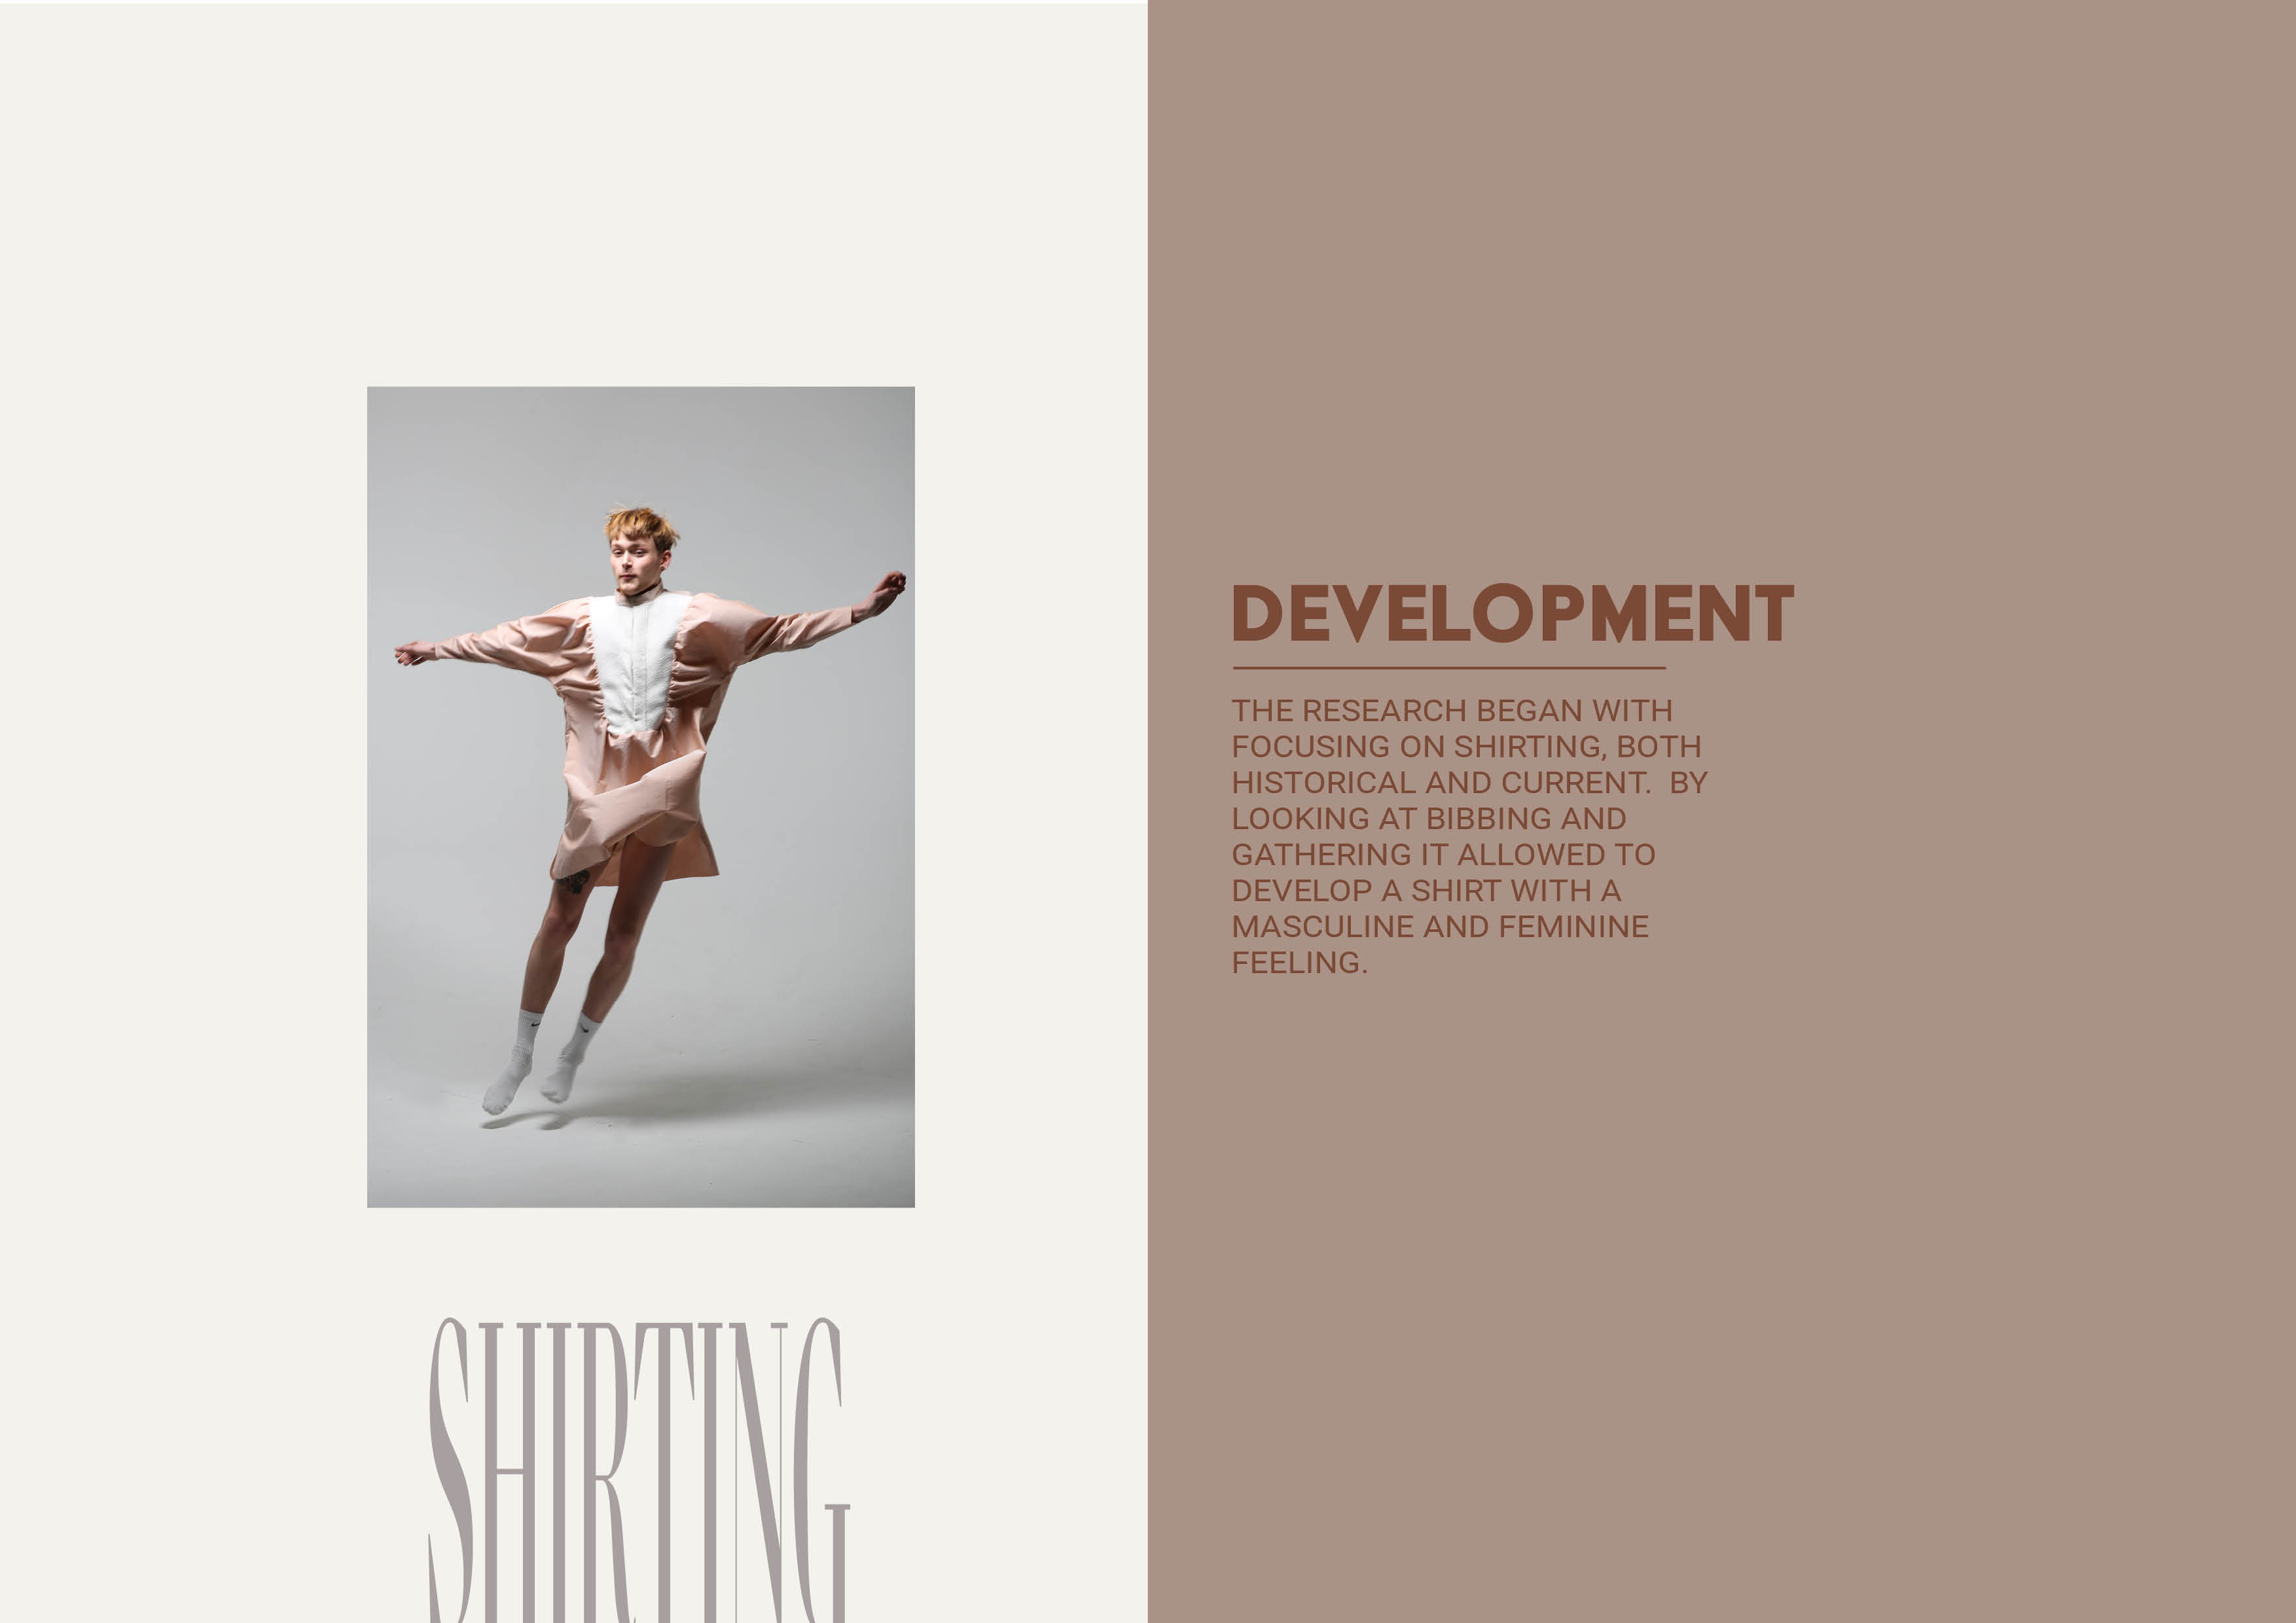 SHIRTING
DEVELOPMENT
THE RESEARCH BEGAN WITH
FOCUSING ON SHIRTING, BOTH
HISTORICAL AND CURRENT.  BY
LOOKING AT BIBBING AND
GATHERING IT ALLOWED TO
DEVELOP A SHIRT WITH A
MASCULINE AND FEMININE
FEELING.